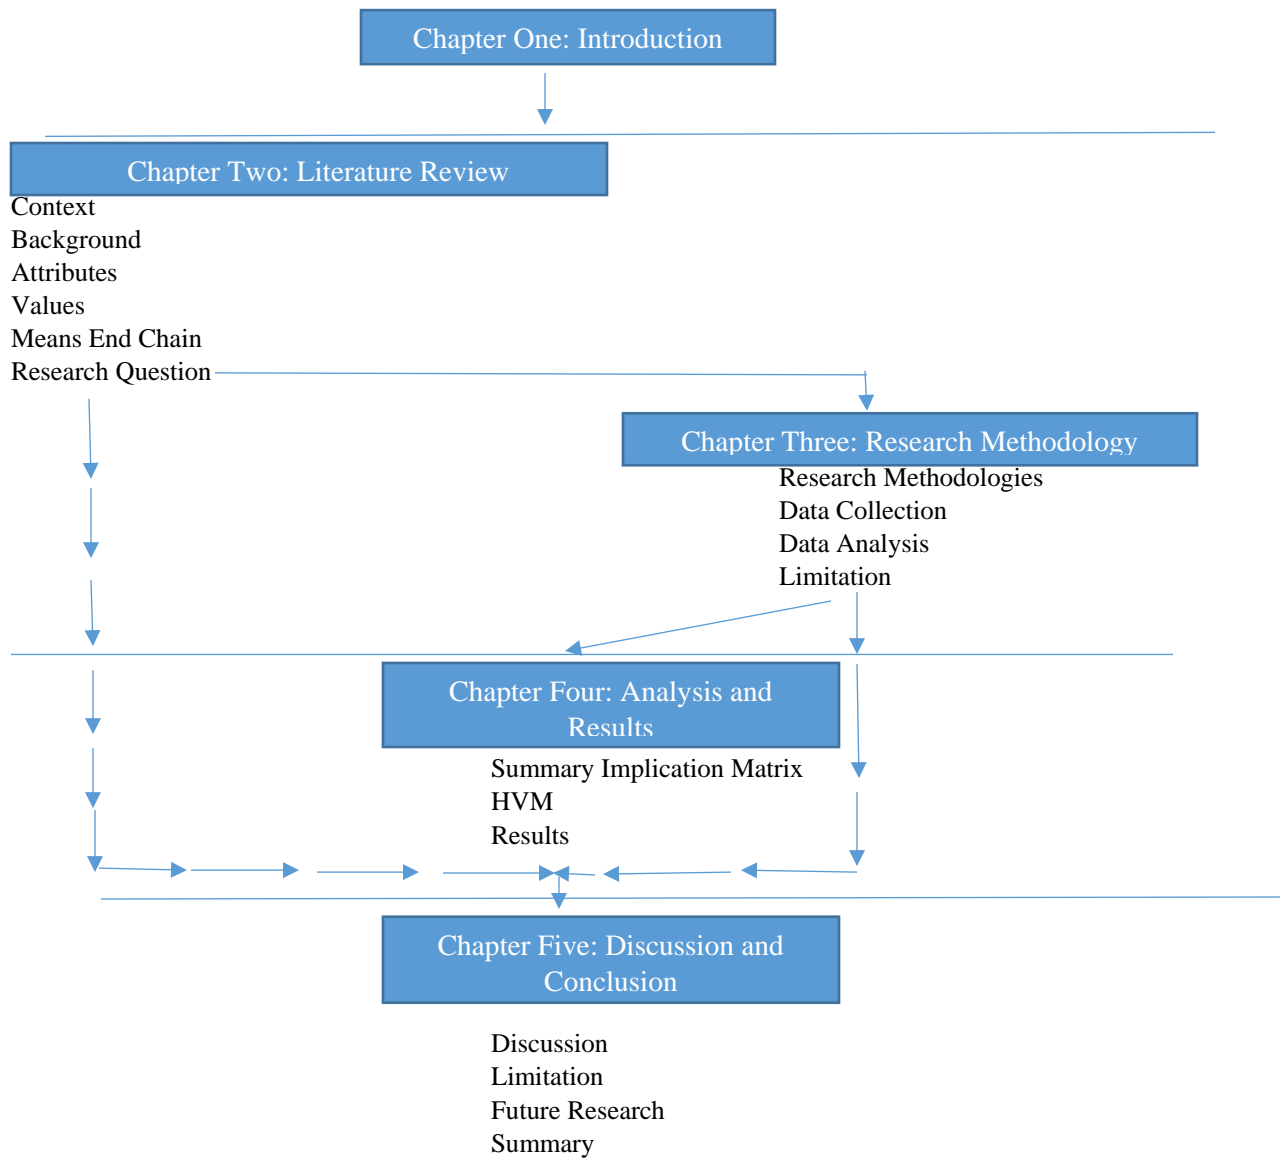 Chapter One: Introduction
Chapter Two: Literature Review
Context
Background
Attributes
Values
Means End Chain
Research Question
Chapter Three: Research Methodology
Research Methodologies
Data Collection
Data Analysis
Limitation
Chapter Four: Analysis and
Results
Summary Implication Matrix
HVM
Results
Chapter Five: Discussion and
Conclusion
Discussion
Limitation
Future Research
Summary